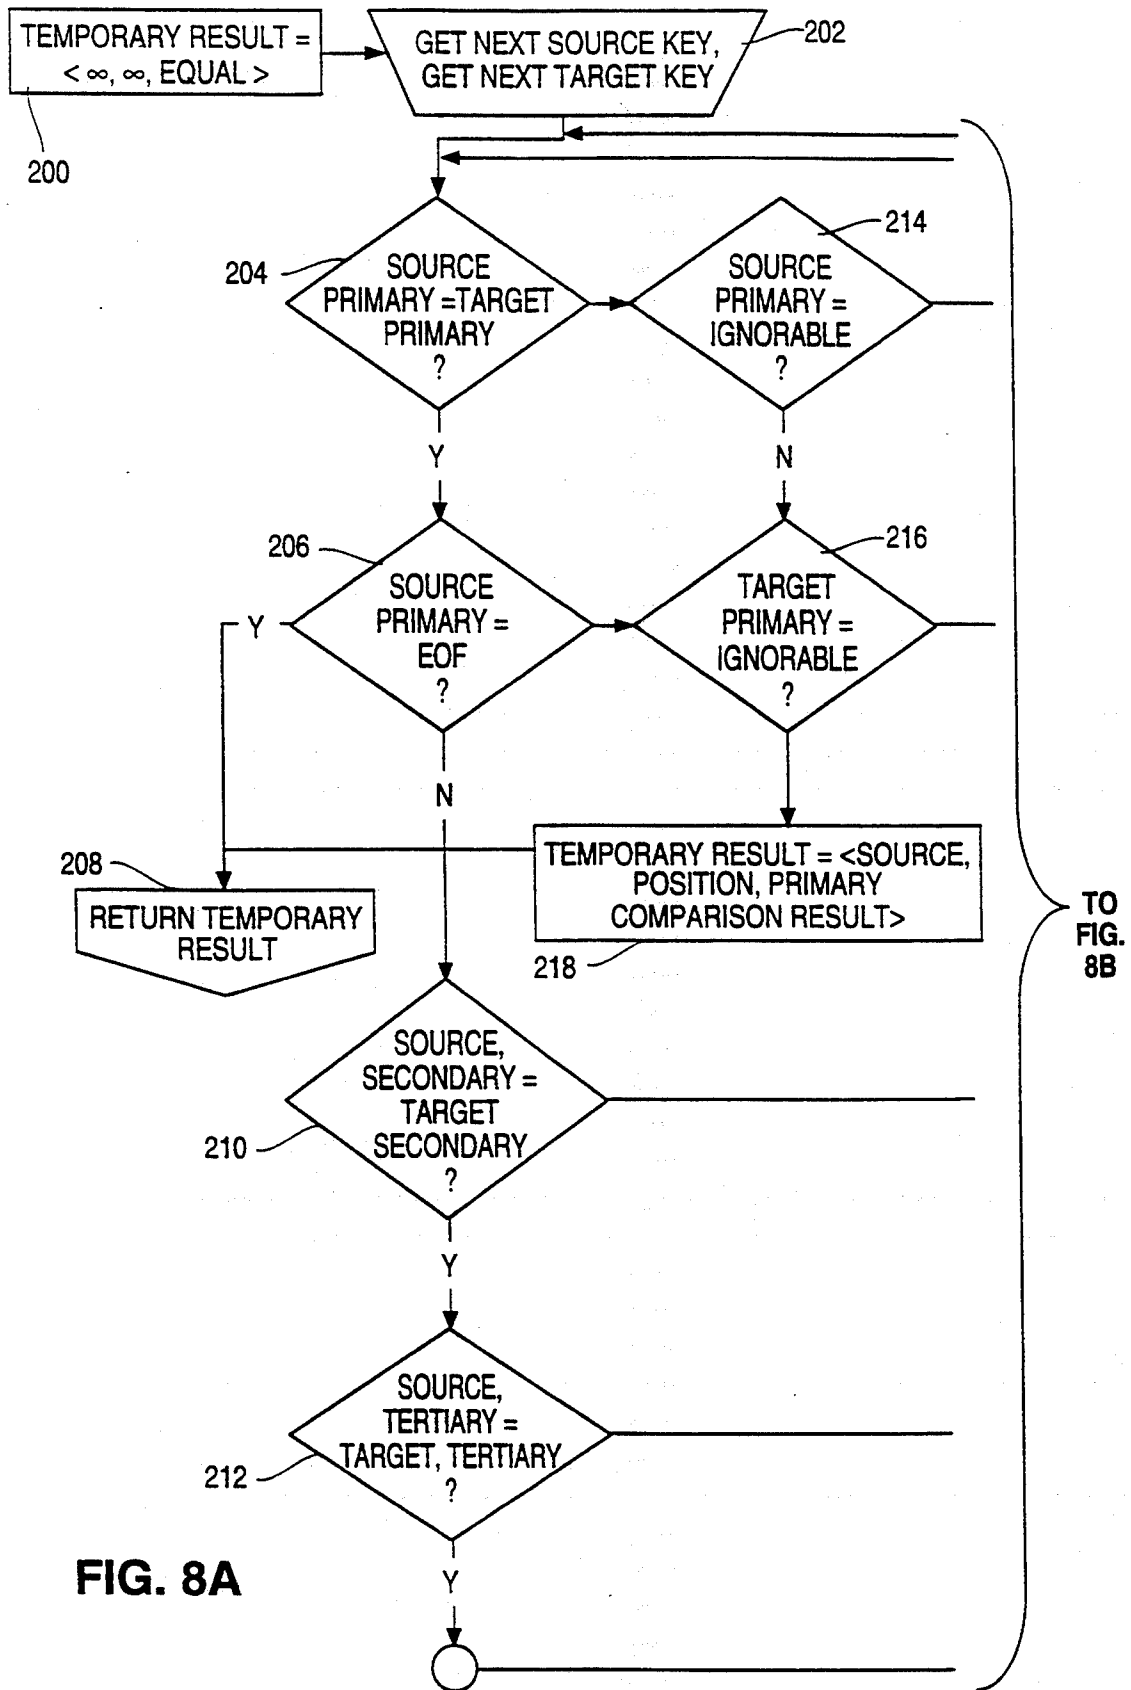 TEMPORARY RESULT =
< ∞, ∞, EQUAL >
200
GET NEXT SOURCE KEY,
GET NEXT TARGET KEY
202
204
SOURCE
PRIMARY =TARGET
PRIMARY
?
214
SOURCE
PRIMARY =
IGNORABLE
?
Y
N
206
SOURCE
PRIMARY =
EOF
?
Y
216
TARGET
PRIMARY =
IGNORABLE
?
N
208
RETURN TEMPORARY
RESULT
TEMPORARY RESULT = <SOURCE,
POSITION, PRIMARY
COMPARISON RESULT>
218
TO
FIG.
8B
210
SOURCE,
SECONDARY =
TARGET
SECONDARY
?
Y
212
SOURCE,
TERTIARY =
TARGET, TERTIARY
?
Y
FIG. 8A